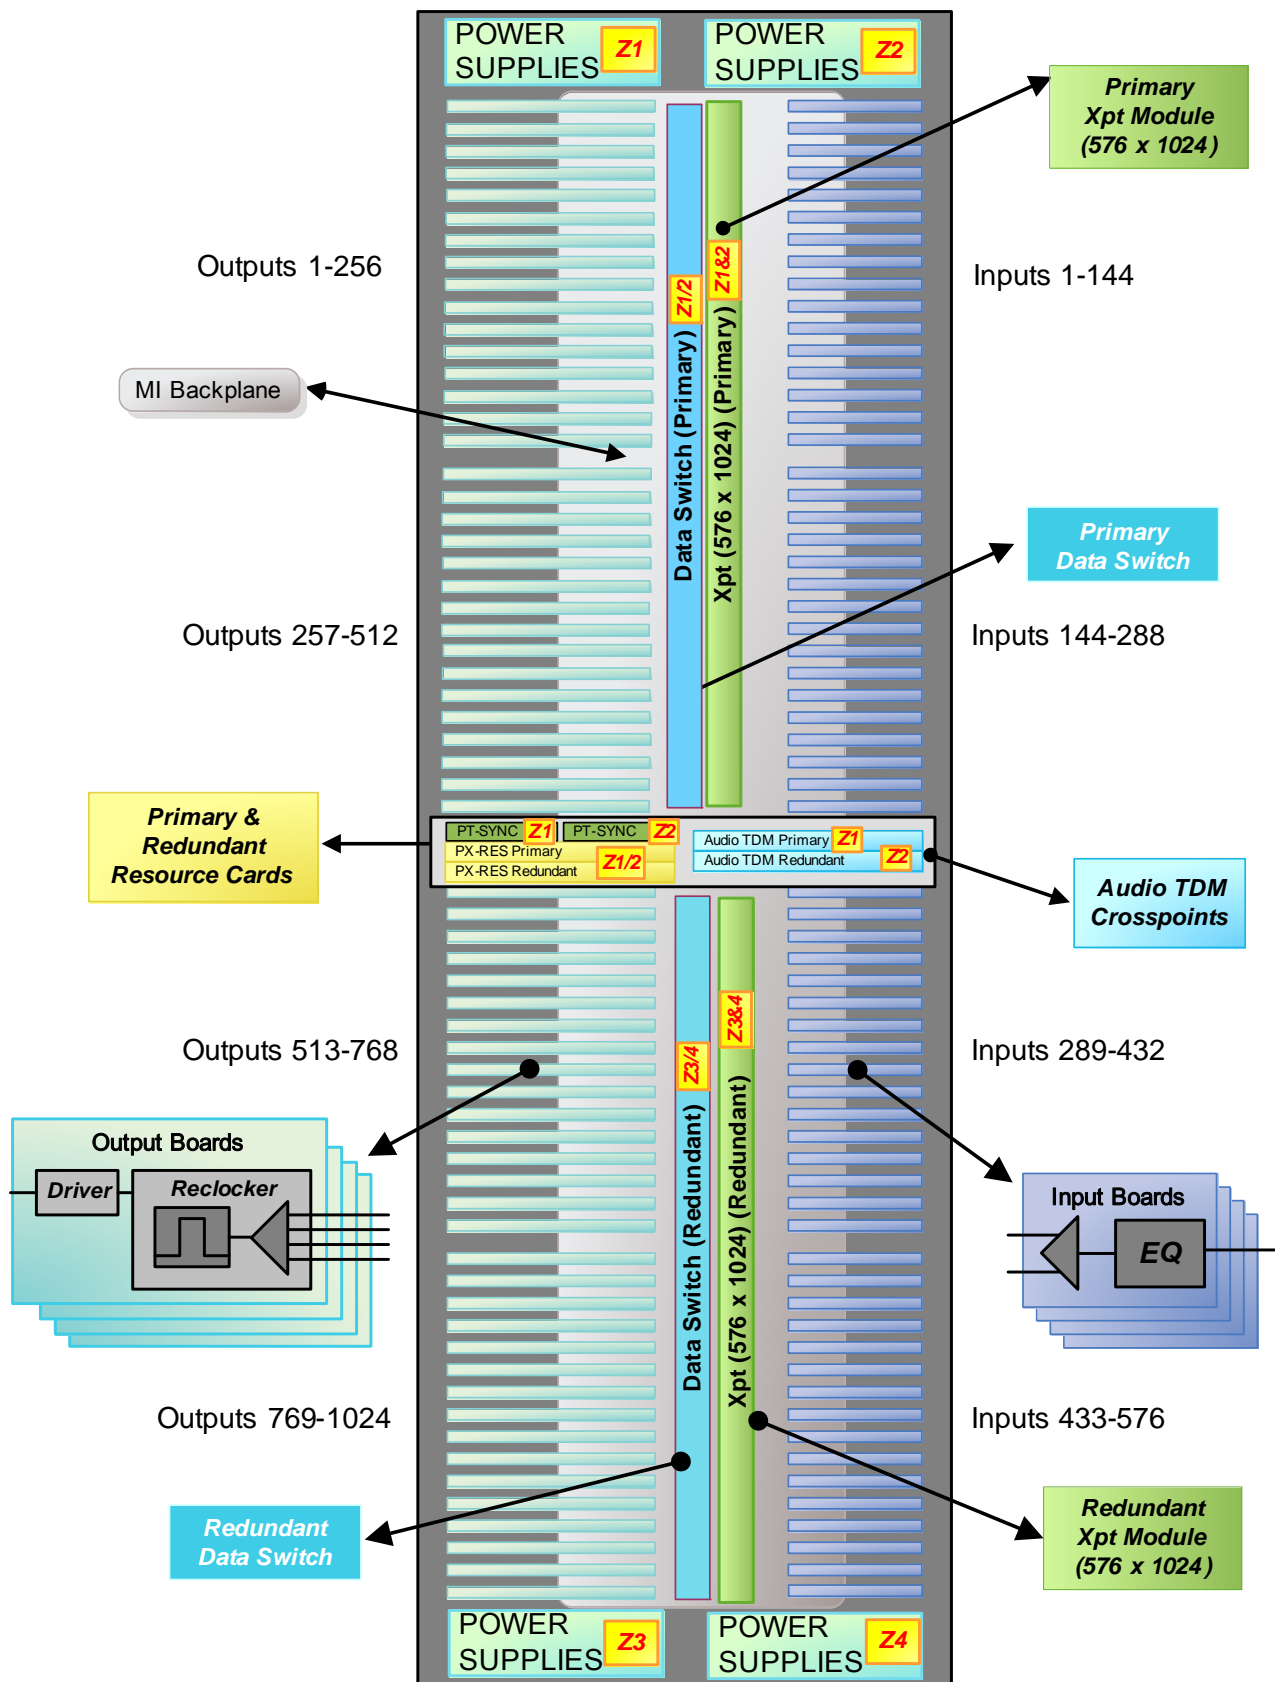 POWER
SUPPLIES Z1
POWER
SUPPLIES Z2
Primary
Xpt Module
(576 x 1024)
Outputs 1-256
Z1/2
Z1&2
Inputs 1-144
Data Switch (Primary)
Xpt (576 x 1024) (Primary)
MI Backplane
Primary
Data Switch
Outputs 257-512
Inputs 144-288
Primary &
Redundant
Resource Cards
PT-SYNC Z1 PT-SYNC Z2
PX-RES Primary
PX-RES Redundant
Z1/2
Audio TDM Primary Z1
Audio TDM Redundant Z2
Audio TDM
Crosspoints
Z3&4
Z3/4
Outputs 513-768
Inputs 289-432
Data Switch (Redundant)
Xpt (576 x 1024) (Redundant)
Output Boards
Driver
Reclocker
Input Boards
EQ
Outputs 769-1024
Inputs 433-576
Redundant
Data Switch
Redundant
Xpt Module
(576 x 1024)
POWER
SUPPLIES Z3
POWER
SUPPLIES Z4